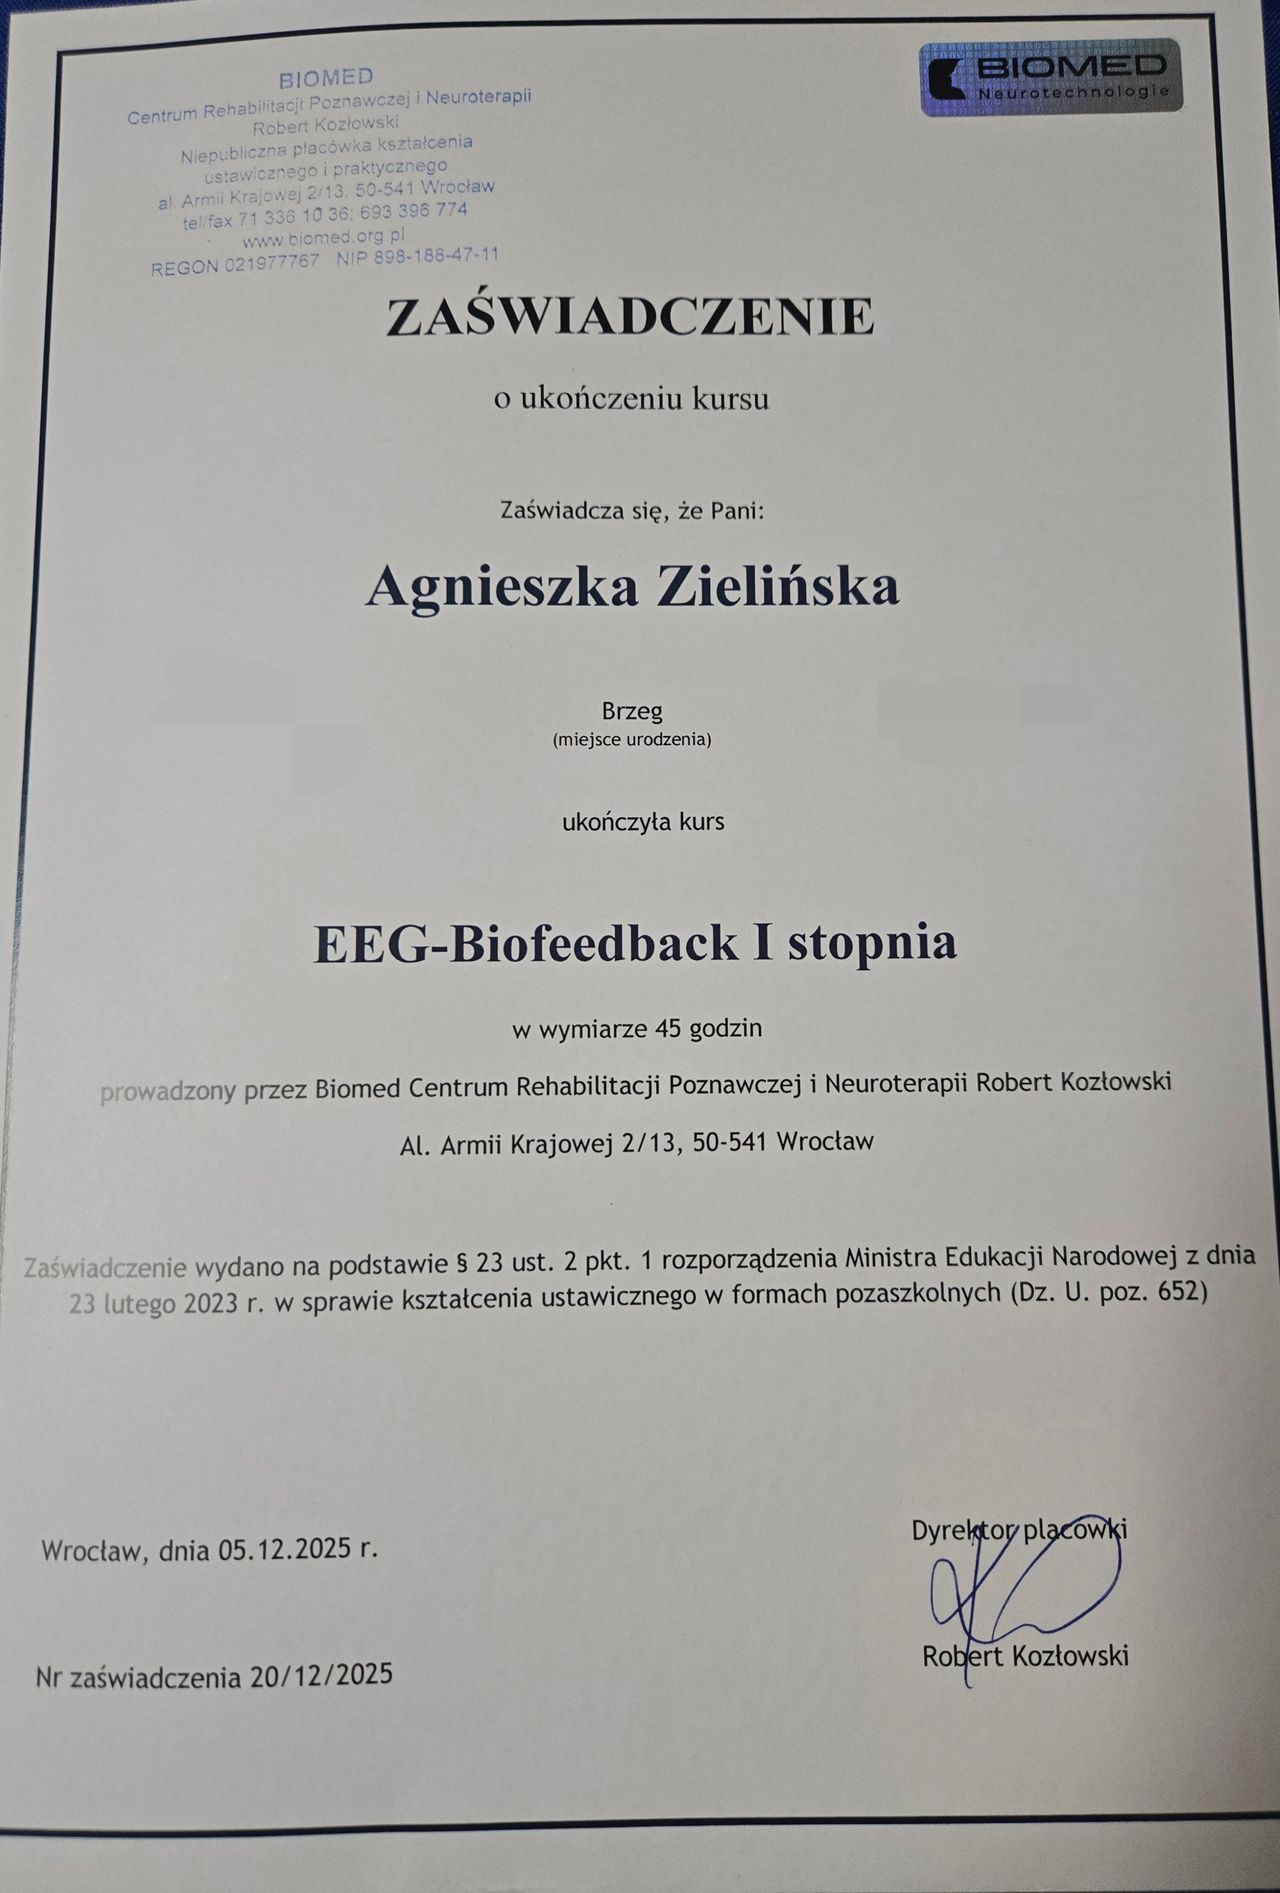 BIOMED
Centrum Rehabilitacji Poznawczej i Neuroterapii
Robert Kozłowski
Niepubliczna placówka kształcenia
ustawicznego i praktycznego
al. Armii Krajowej 2/13, 50-541 Wrocław
tel/fax 71 336 10 36; 693 396 774
www.biomed.org.pl
REGON 021977767 NIP 898-188-47-11
BIOMED
Neurotechnologie
ZAŚWIADCZENIE
o ukończeniu kursu
Zaświadcza się, że Pani:
Agnieszka Zielińska
Brzeg
(miejsce urodzenia)
ukończyła kurs
EEG-Biofeedback I stopnia
w wymiarze 45 godzin
prowadzony przez Biomed Centrum Rehabilitacji Poznawczej i Neuroterapii Robert Kozłowski
Al. Armii Krajowej 2/13, 50-541 Wrocław
Zaświadczenie wydano na podstawie § 23 ust. 2 pkt. 1 rozporządzenia Ministra Edukacji Narodowej z dnia
23 lutego 2023 r. w sprawie kształcenia ustawicznego w formach pozaszkolnych (Dz. U. poz. 652)
Wrocław, dnia 05.12.2025 r.
Dyrektor placówki
Robert Kozłowski
Nr zaświadczenia 20/12/2025